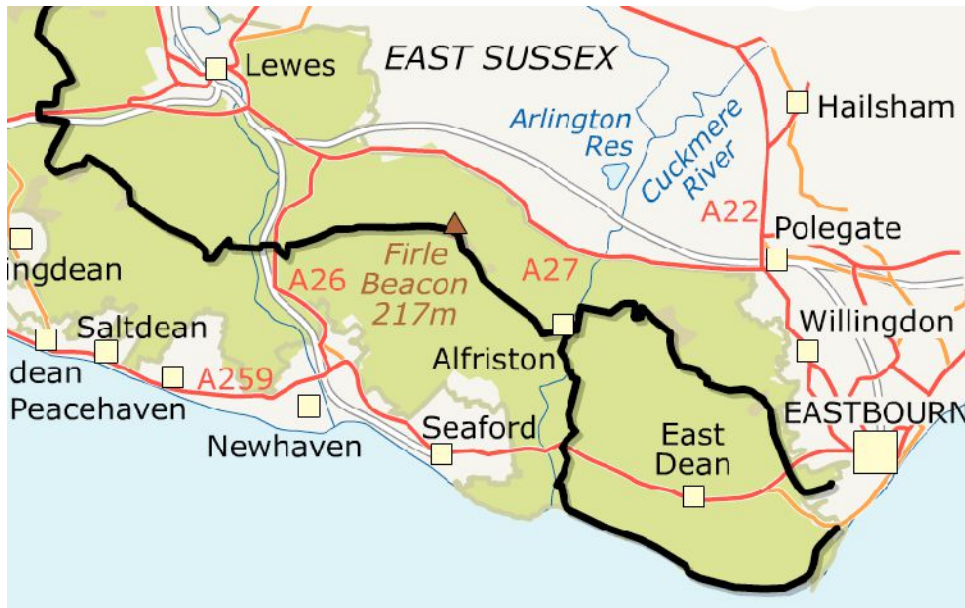 Lewes
EAST SUSSEX
Hailsham
Arlington
Res
Cuckmere
River
A22
Polegate
ingdean
Firle
Beacon
217m
A26
A27
Saltdean
Willingdon
dean
A259
Alfriston
Peacehaven
Newhaven
Seaford
East
Dean
EASTBOURN